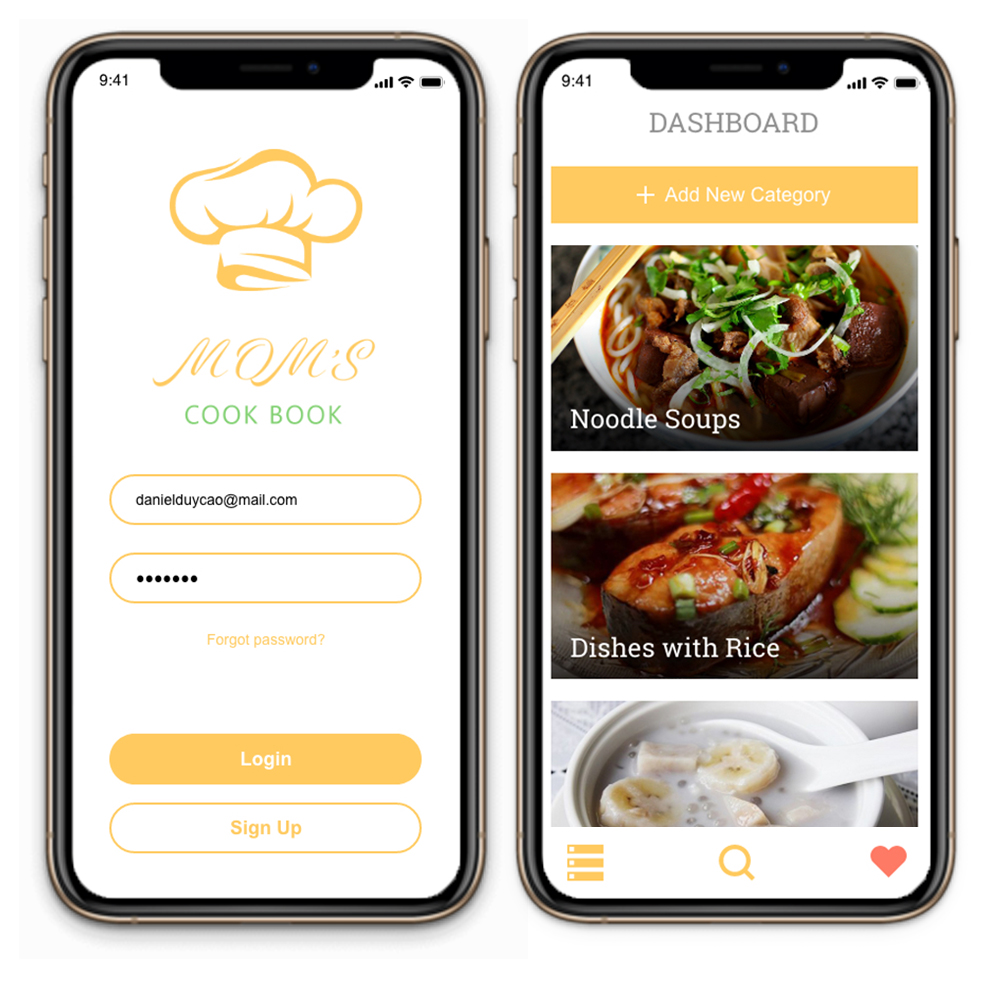 9:41
MOM'S
COOK BOOK
danielduycao@mail.com
•••••••
Forgot password?
Login
Sign Up
9:41
DASHBOARD
+ Add New Category
Noodle Soups
Dishes with Rice